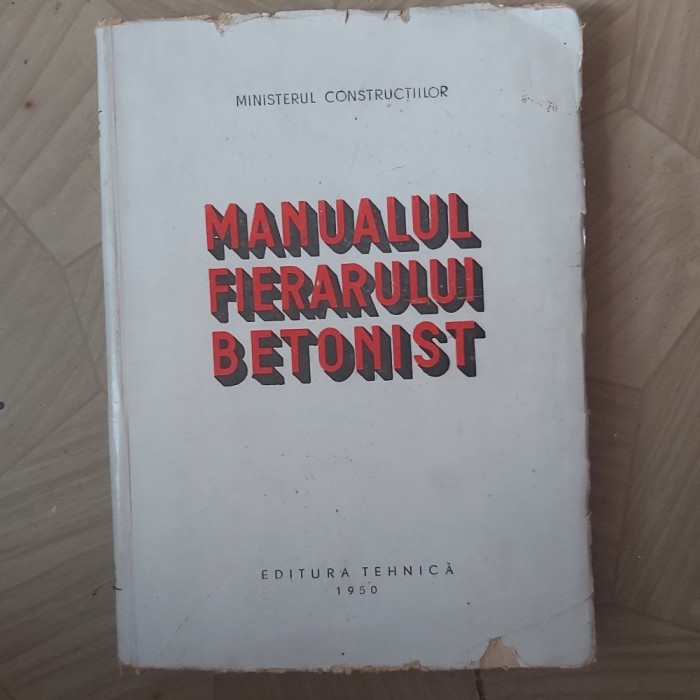 MINISTERUL CONSTRUCȚIILOR
MANUALUL
FIERARULUI
BETONIST
EDITURA TEHNICĂ
1950